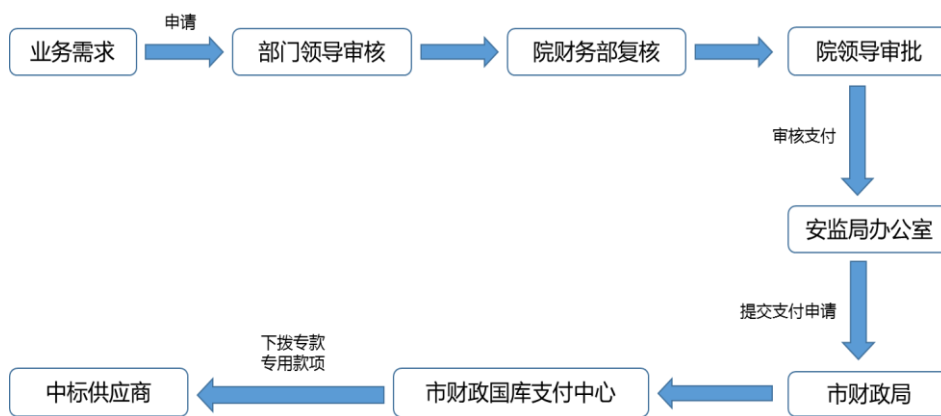 申请
业务需求
部门领导审核
院财务部复核
院领导审批
审核支付
安监局办公室
提交支付申请
下拨专款
专用款项
中标供应商
市财政国库支付中心
市财政局